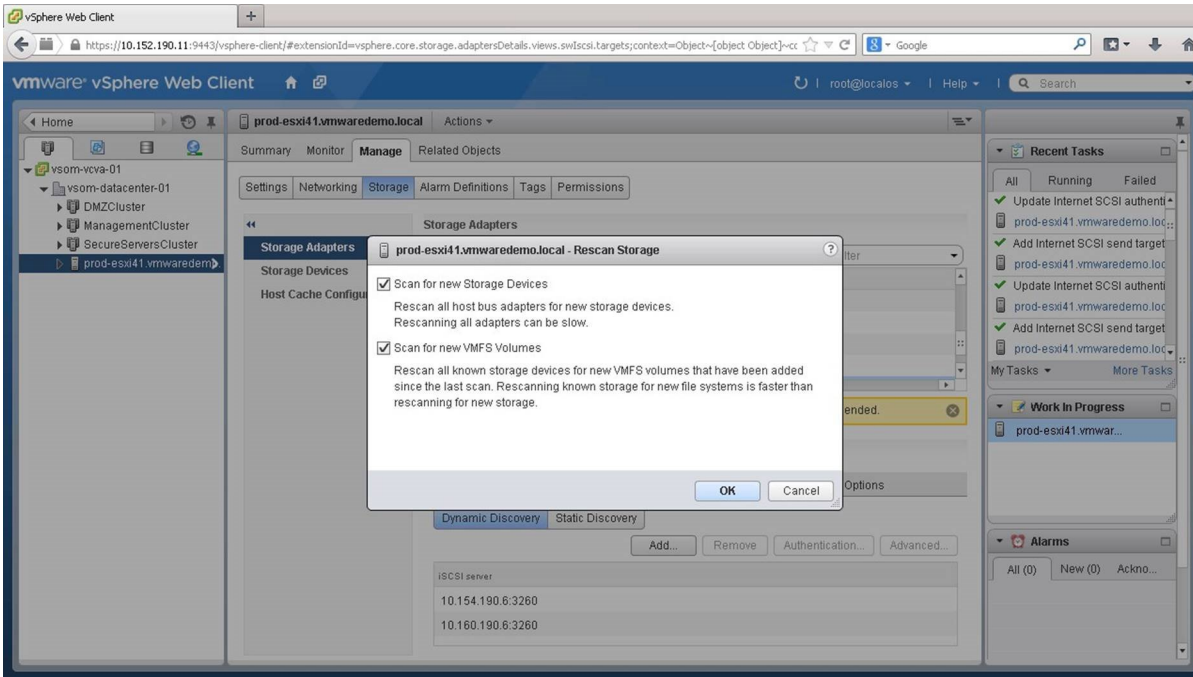 vSphere Web Client
https://10.152.190.11:9443/vsphere-client/#extensionId=vsphere.core.storage.adaptersDetails.views.swIscsi.targets;context=Object~[object Object]~cc
Google
vmware® vSphere Web Client
root@localos
Help
Search
Home
vsom-vcva-01
vsom-datacenter-01
DMZCluster
ManagementCluster
SecureServersCluster
prod-esxi41.vmwaredem
prod-esxi41.vmwaredemo.local Actions
Summary Monitor Manage Related Objects
Settings Networking Storage Alarm Definitions Tags Permissions
Storage Adapters
Storage Devices
Host Cache Configu
Storage Adapters
lter
prod-esxi41.vmwaredemo.local - Rescan Storage ?
Scan for new Storage Devices
Rescan all host bus adapters for new storage devices.
Rescanning all adapters can be slow.
Scan for new VMFS Volumes
Rescan all known storage devices for new VMFS volumes that have been added
since the last scan. Rescanning known storage for new file systems is faster than
rescanning for new storage.
OK Cancel
ended.
Options
Dynamic Discovery Static Discovery
Add... Remove Authentication... Advanced...
iSCSI server
10.154.190.6:3260
10.160.190.6:3260
Recent Tasks
All Running Failed
Update Internet SCSI authenti
prod-esxi41.vmwaredemo.loc
Add Internet SCSI send target
prod-esxi41.vmwaredemo.loc
Update Internet SCSI authenti
prod-esxi41.vmwaredemo.loc
Add Internet SCSI send target
prod-esxi41.vmwaredemo.loc
My Tasks More Tasks
Work In Progress
prod-esxi41.vmwar...
Alarms
All (0) New (0) Ackno...